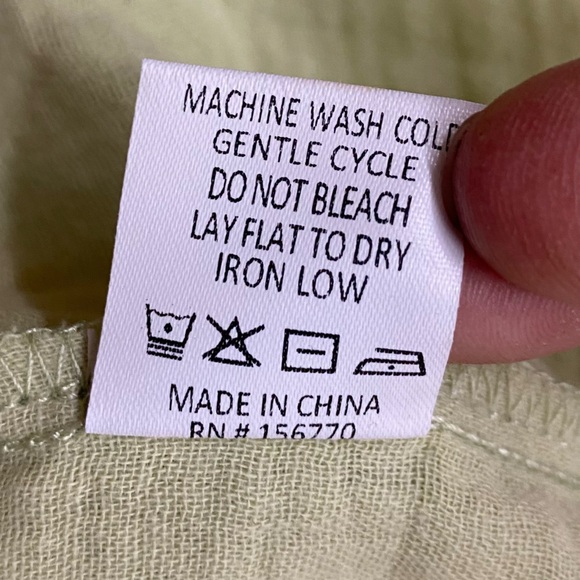 MACHINE WASH COLD
GENTLE CYCLE
DO NOT BLEACH
LAY FLAT TO DRY
IRON LOW
MADE IN CHINA
RN # 156770